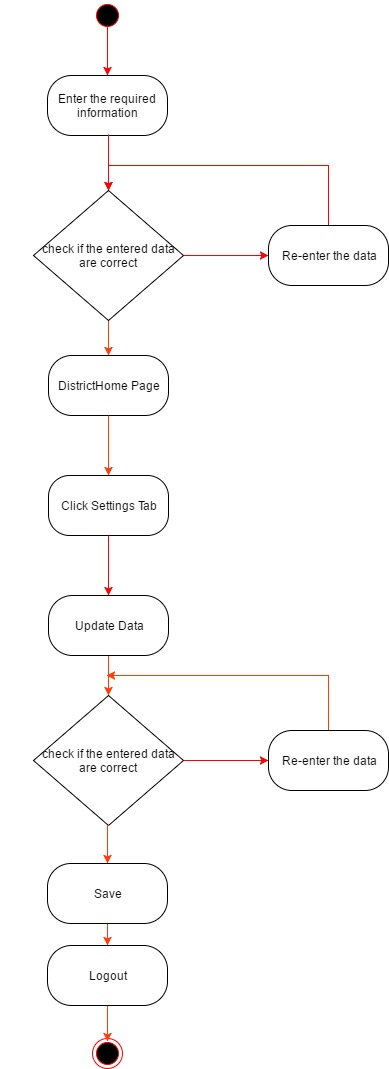 Enter the required
information
check if the entered data
are correct
Re-enter the data
DistrictHome Page
Click Settings Tab
Update Data
check if the entered data
are correct
Re-enter the data
Save
Logout